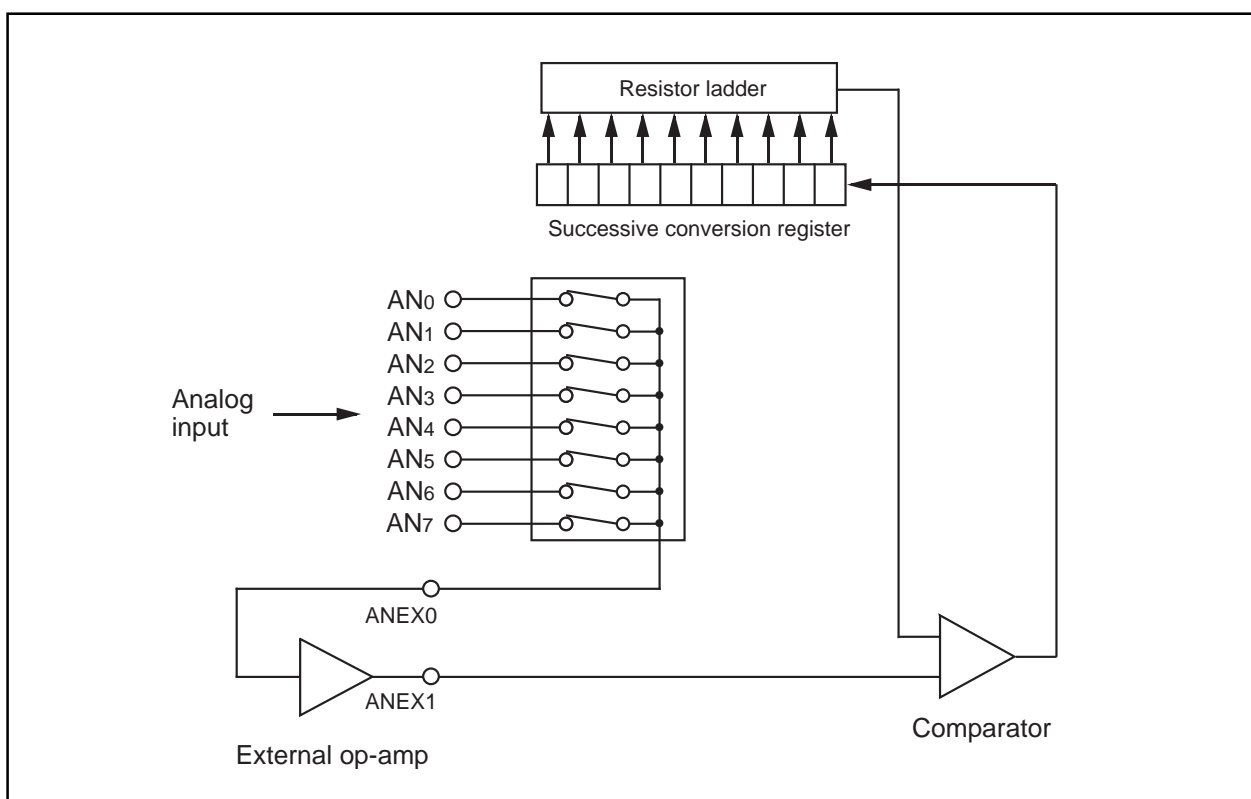 Resistor ladder
Successive conversion register
AN0
AN1
AN2
AN3
AN4
AN5
AN6
AN7
Analog
input
ANEX0
ANEX1
External op-amp
Comparator